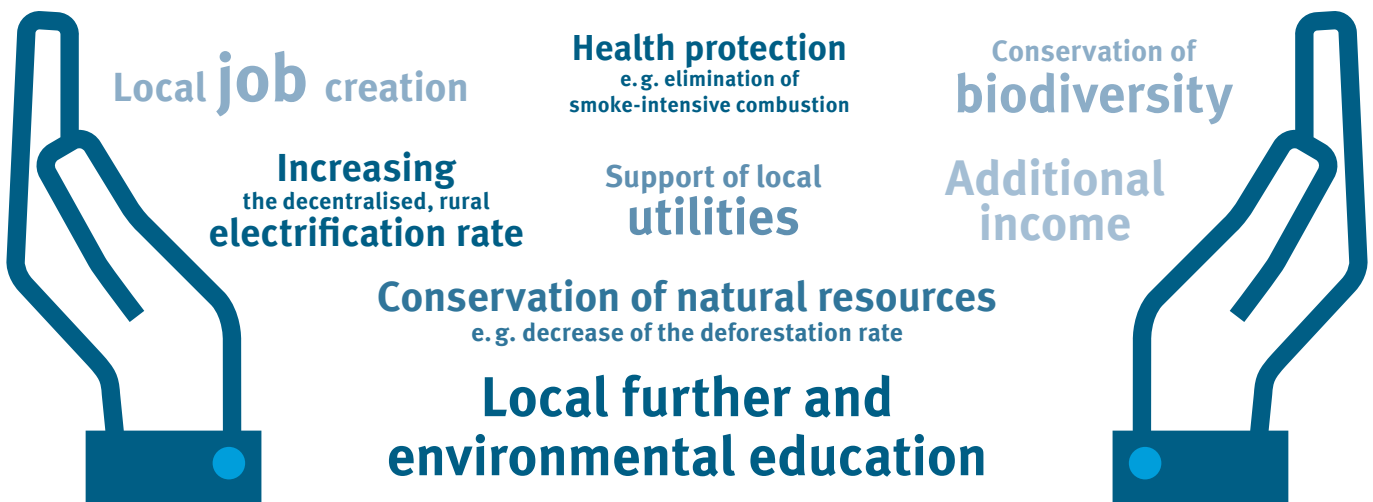 Local job creation
Health protection
e. g. elimination of
smoke-intensive combustion
Conservation of
biodiversity
Increasing
the decentralised, rural
electrification rate
Support of local
utilities
Additional
income
Conservation of natural resources
e. g. decrease of the deforestation rate
Local further and
environmental education